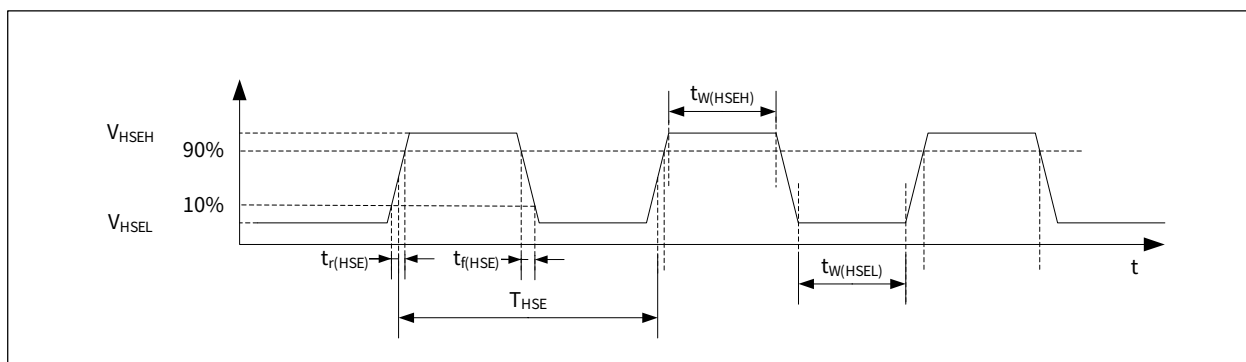 tW(HSEH)
VHSEH
90%
10%
VHSEL
tr(HSE)
tf(HSE)
tW(HSEL)
t
THSE